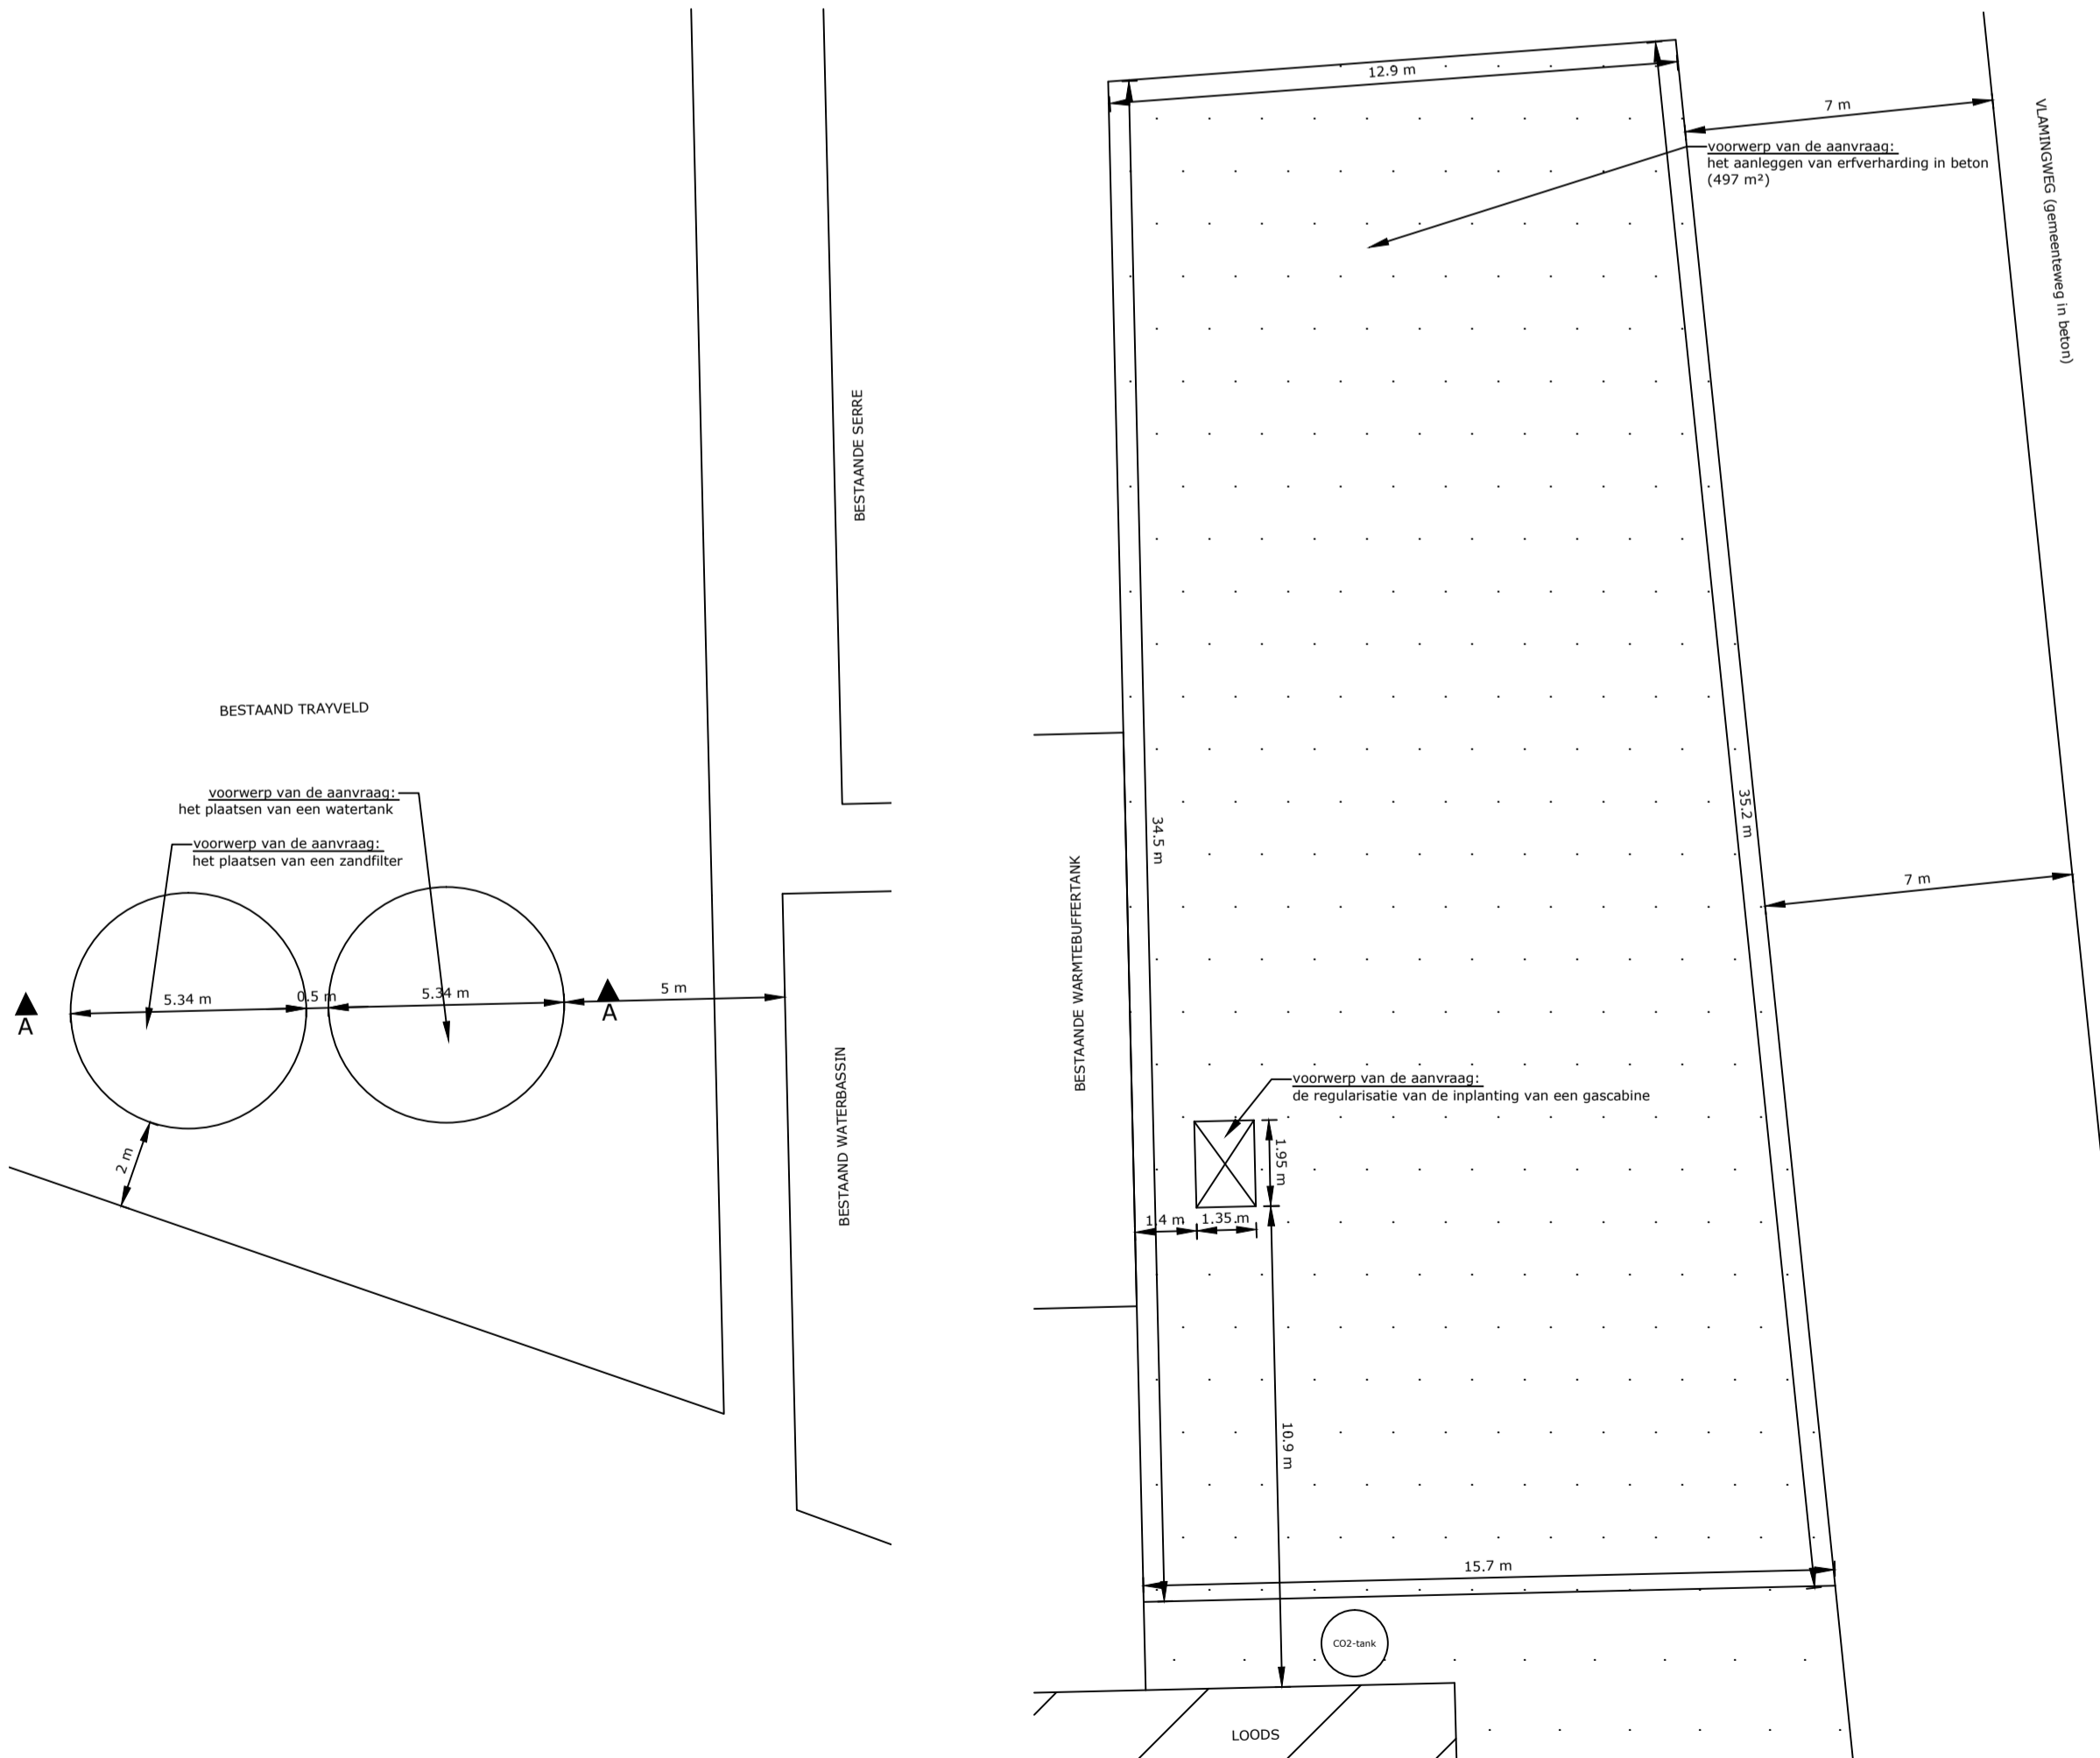 BESTAANDE SERRE
BESTAAND TRAYVELD
voorwerp van de aanvraag:
het plaatsen van een watertank
voorwerp van de aanvraag:
het plaatsen van een zandfilter
5.34 m
0.5 m
5.34 m
5 m
A
A
2 m
BESTAAND WATERBASSIN
12.9 m
7 m
voorwerp van de aanvraag:
het aanleggen van erfverharding in beton
(497 m²)
VLAMINGWEG (gemeenteweg in beton)
34.5 m
35.2 m
BESTAANDE WARMTEBUFFERTANK
7 m
voorwerp van de aanvraag:
de regularisatie van de inplanting van een gascabine
1.95 m
1.4 m
1.35 m
10.9 m
15.7 m
CO2-tank
LOODS